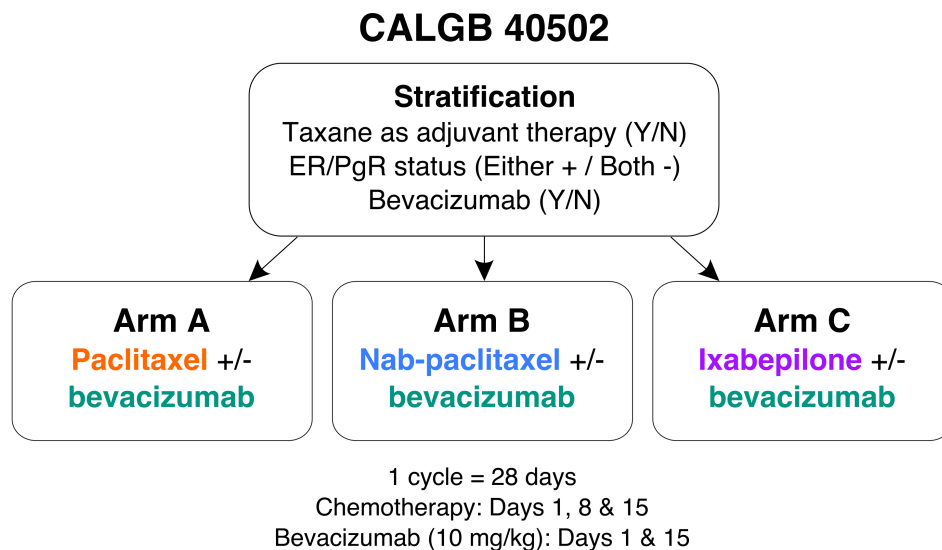 CALGB 40502
Stratification
Taxane as adjuvant therapy (Y/N)
ER/PgR status (Either + / Both -)
Bevacizumab (Y/N)
Arm A
Paclitaxel +/-
bevacizumab
Arm B
Nab-paclitaxel +/-
bevacizumab
Arm C
Ixabepilone +/-
bevacizumab
1 cycle = 28 days
Chemotherapy: Days 1, 8 & 15
Bevacizumab (10 mg/kg): Days 1 & 15